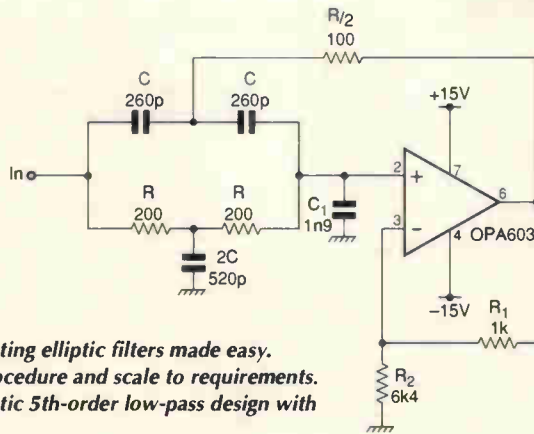 R/2
100
C
260p
C
260p
+15V
In
R
200
R
200
C1
1n9
2
+
7
6
3
−
4
OPA603
2C
520p
−15V
R1
1k
R2
6k4
ting elliptic filters made easy.
ocedure and scale to requirements.
tic 5th-order low-pass design with